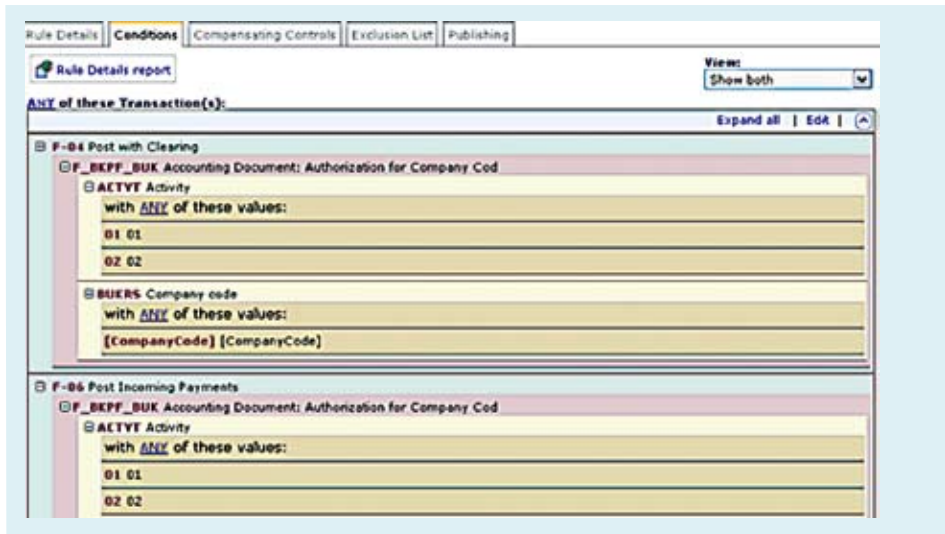 Rule Details Conditions Compensating Controls Exclusion List Publishing
Rule Details report
View:
Show both
ANY of these Transaction(s):
Expand all | Edit |
F-04 Post with Clearing
F_BKPF_BUK Accounting Document: Authorization for Company Cod
ACTVT Activity
with ANY of these values:
01 01
02 02
BUKRS Company code
with ANY of these values:
[CompanyCode] [CompanyCode]
F-06 Post Incoming Payments
F_BKPF_BUK Accounting Document: Authorization for Company Cod
ACTVT Activity
with ANY of these values:
01 01
02 02